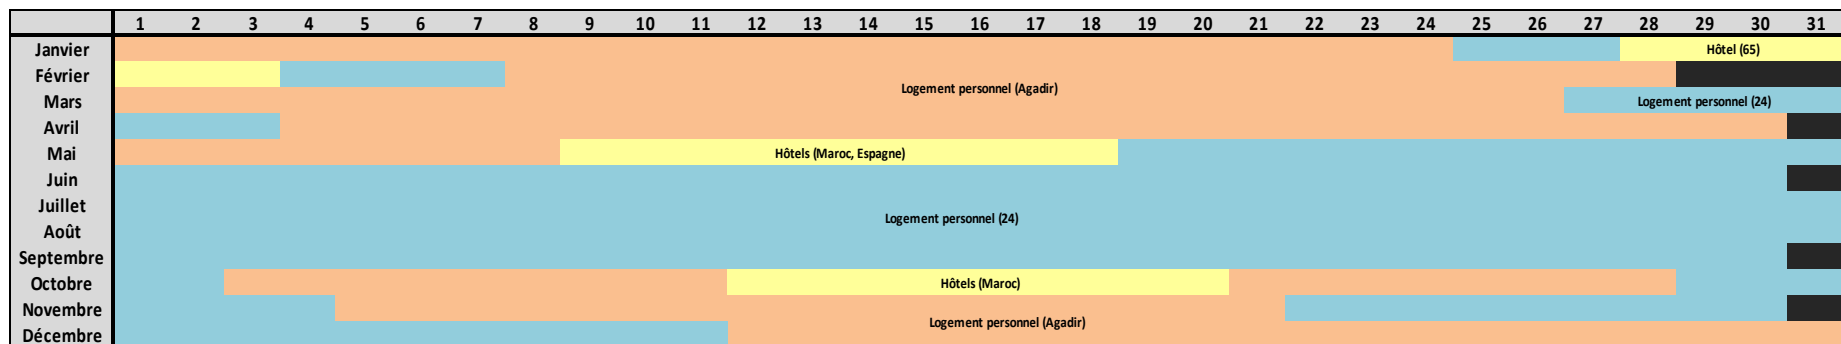 1 2 3 4 5 6 7 8 9 10 11 12 13 14 15 16 17 18 19 20 21 22 23 24 25 26 27 28 29 30 31
Janvier Hôtel (65)
Février
Logement personnel (Agadir)
Mars Logement personnel (24)
Avril
Mai Hôtels (Maroc, Espagne)
Juin
Juillet
Logement personnel (24)
Août
Septembre
Octobre Hôtels (Maroc)
Novembre
Logement personnel (Agadir)
Décembre